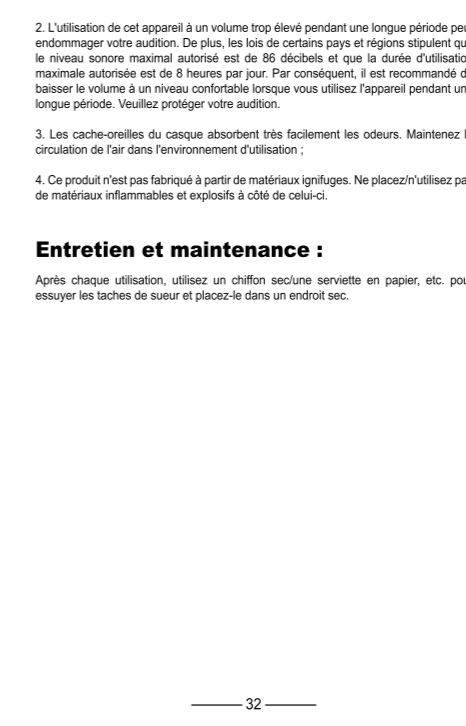 2. L'utilisation de cet appareil à un volume trop élevé pendant une longue période peu
endommager votre audition. De plus, les lois de certains pays et régions stipulent qu
le niveau sonore maximal autorisé est de 86 décibels et que la durée d'utilisatio
maximale autorisée est de 8 heures par jour. Par conséquent, il est recommandé d
baisser le volume à un niveau confortable lorsque vous utilisez l'appareil pendant un
longue période. Veuillez protéger votre audition.
3. Les cache-oreilles du casque absorbent très facilement les odeurs. Maintenez l
circulation de l'air dans l'environnement d'utilisation ;
4. Ce produit n'est pas fabriqué à partir de matériaux ignifuges. Ne placez/n'utilisez pa
de matériaux inflammables et explosifs à côté de celui-ci.
Entretien et maintenance :
Après chaque utilisation, utilisez un chiffon sec/une serviette en papier, etc. pou
essuyer les taches de sueur et placez-le dans un endroit sec.
32